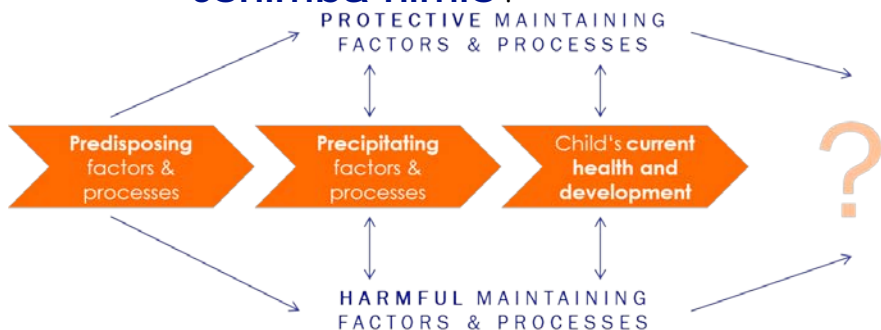 PROTECTIVE MAINTAINING
FACTORS & PROCESSES
Predisposing
factors &
processes
Precipitating
factors &
processes
Child's current
health and
development
?
HARMFUL MAINTAINING
FACTORS & PROCESSES